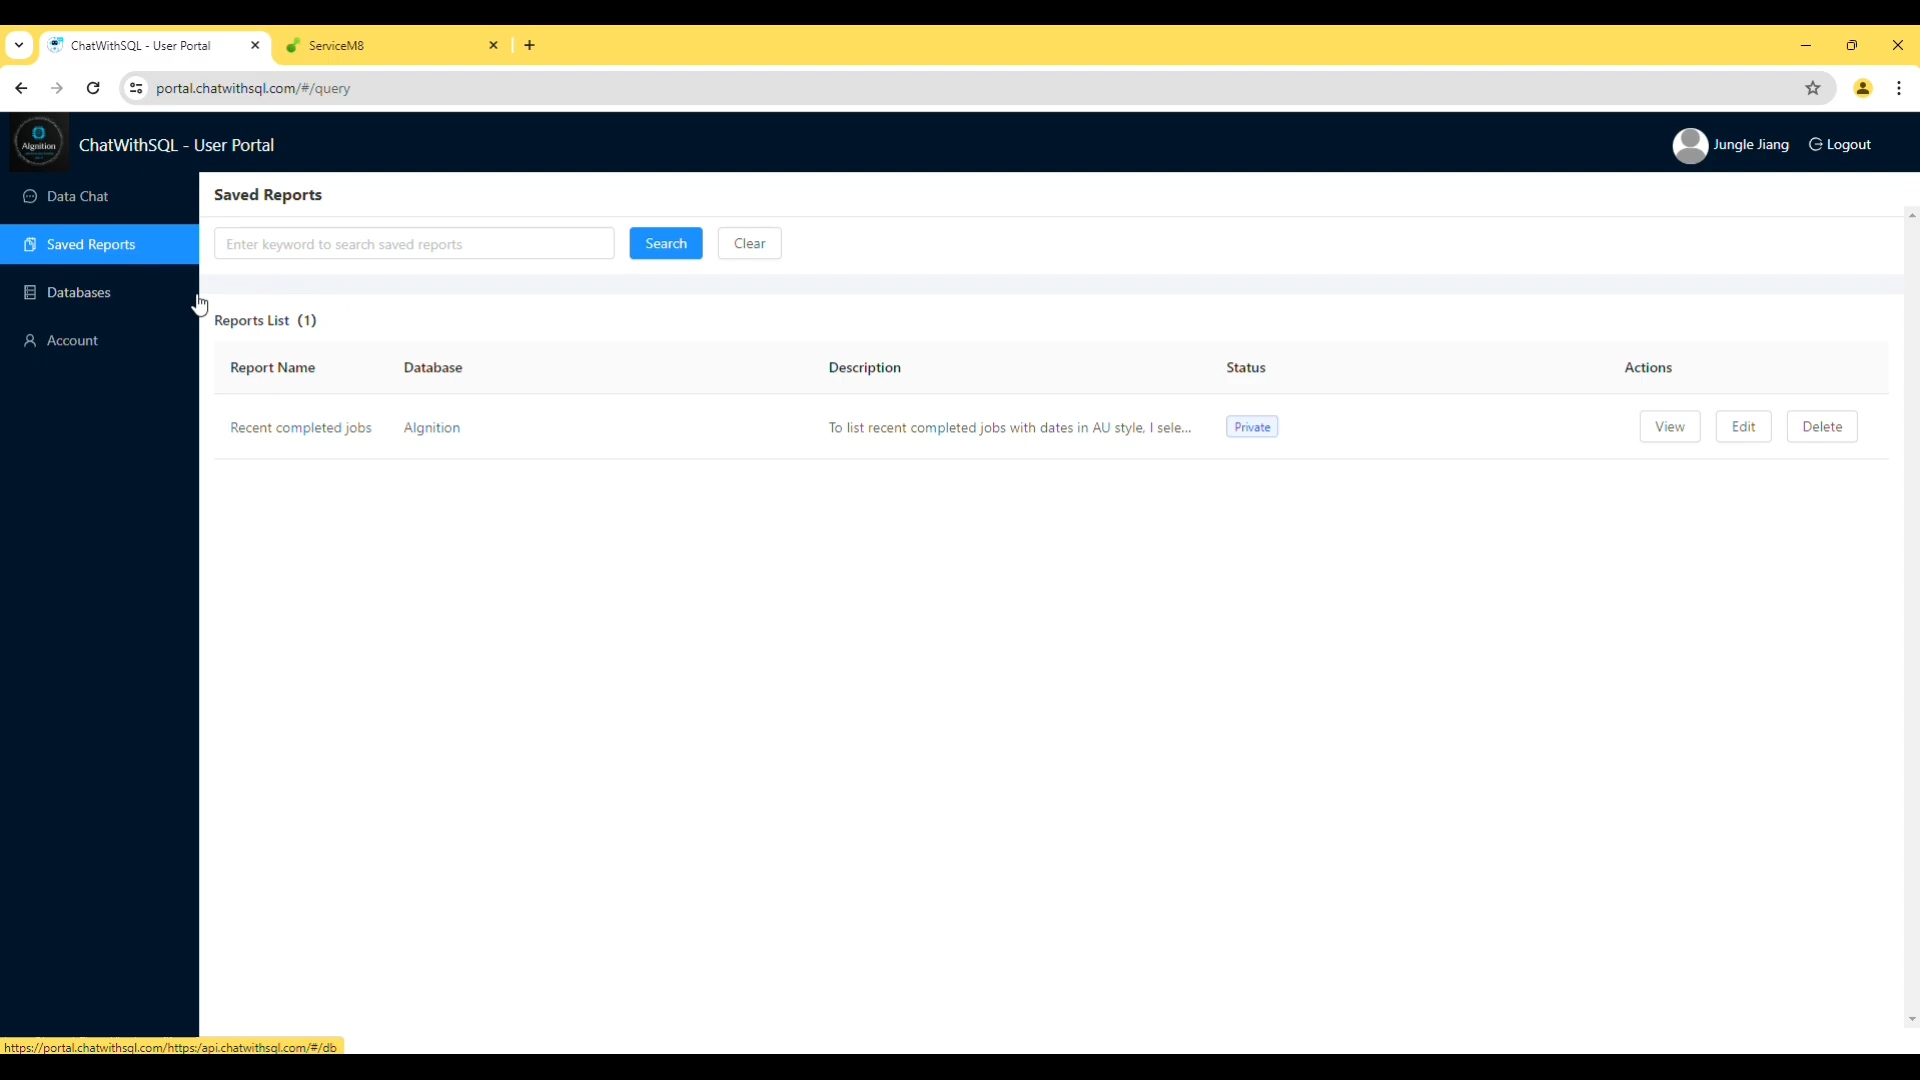 ChatWithSQL - User Portal
ServiceM8
portal.chatwithsql.com/#/query
AIgnition
ChatWithSQL - User Portal
Jungle Jiang
Logout
Data Chat
Saved Reports
Databases
Account
Saved Reports
Enter keyword to search saved reports
Search
Clear
Reports List (1)
Report Name Database Description Status Actions
Recent completed jobs AIgnition To list recent completed jobs with dates in AU style, I sele... Private View Edit Delete
https://portal.chatwithsql.com/https:/api.chatwithsql.com/#/db